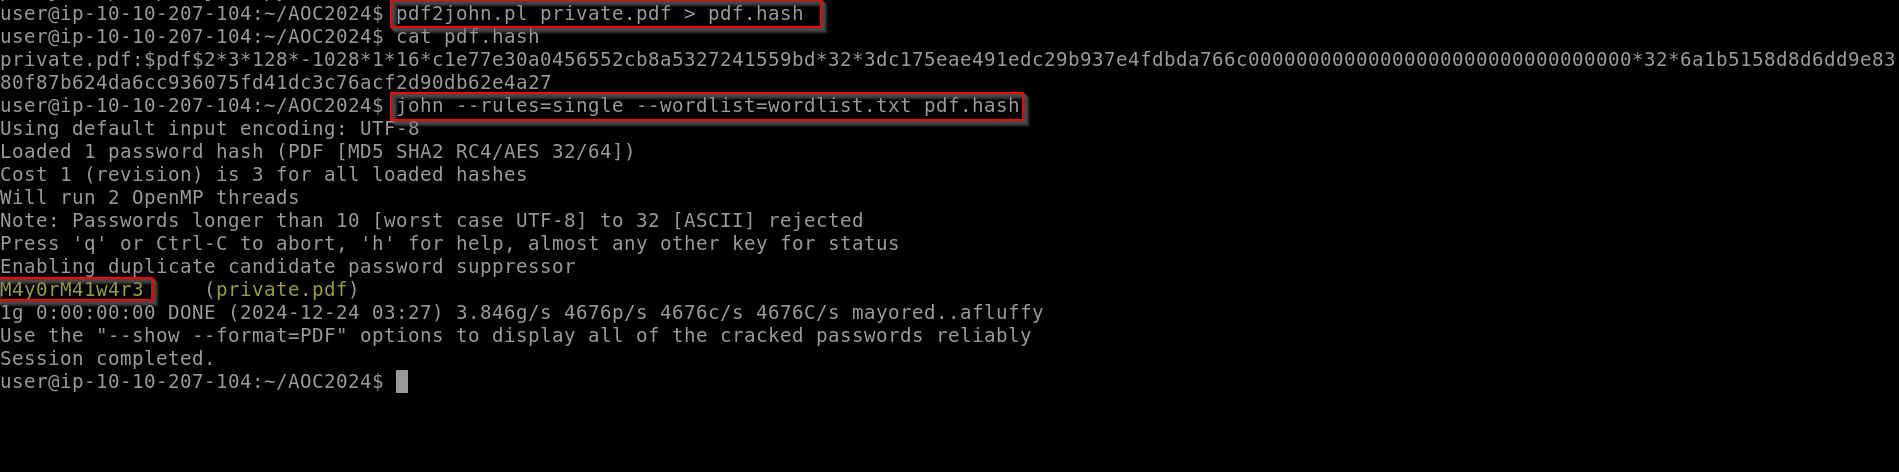 user@ip-10-10-207-104:~/AOC2024$ pdf2john.pl private.pdf > pdf.hash
user@ip-10-10-207-104:~/AOC2024$ cat pdf.hash
private.pdf:$pdf$2*3*128*-1028*1*16*c1e77e30a0456552cb8a5327241559bd*32*3dc175eae491edc29b937e4fdbda766c00000000000000000000000000000000*32*6a1b5158d8d6dd9e83
80f87b624da6cc936075fd41dc3c76acf2d90db62e4a27
user@ip-10-10-207-104:~/AOC2024$ john --rules=single --wordlist=wordlist.txt pdf.hash
Using default input encoding: UTF-8
Loaded 1 password hash (PDF [MD5 SHA2 RC4/AES 32/64])
Cost 1 (revision) is 3 for all loaded hashes
Will run 2 OpenMP threads
Note: Passwords longer than 10 [worst case UTF-8] to 32 [ASCII] rejected
Press 'q' or Ctrl-C to abort, 'h' for help, almost any other key for status
Enabling duplicate candidate password suppressor
M4y0rM41w4r3     (private.pdf)
1g 0:00:00:00 DONE (2024-12-24 03:27) 3.846g/s 4676p/s 4676c/s 4676C/s mayored..afluffy
Use the "--show --format=PDF" options to display all of the cracked passwords reliably
Session completed.
user@ip-10-10-207-104:~/AOC2024$